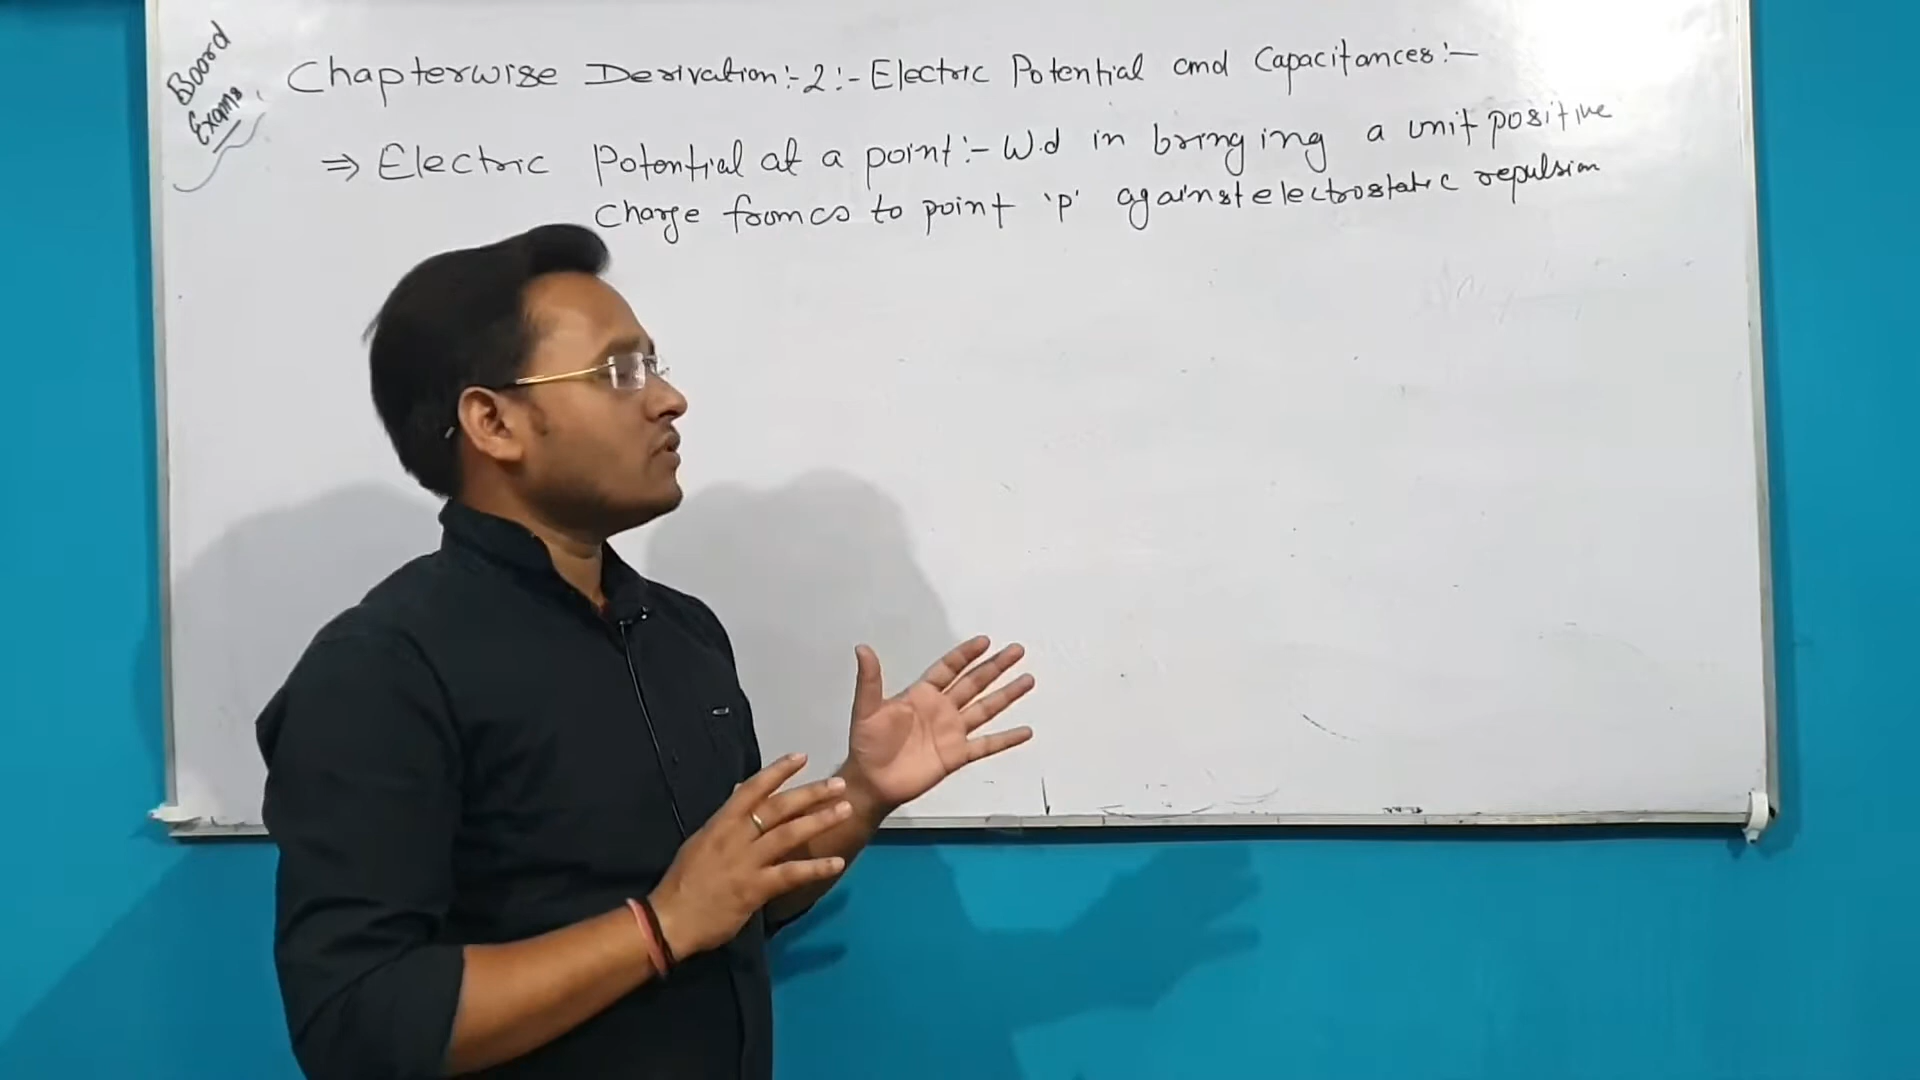 Board
Exams
Chapterwise Derivation:-2:- Electric Potential and Capacitances:-
⇒ Electric Potential at a point:- W.d in bringing a unit positive
charge from ∞ to point 'p' against electrostatic repulsion